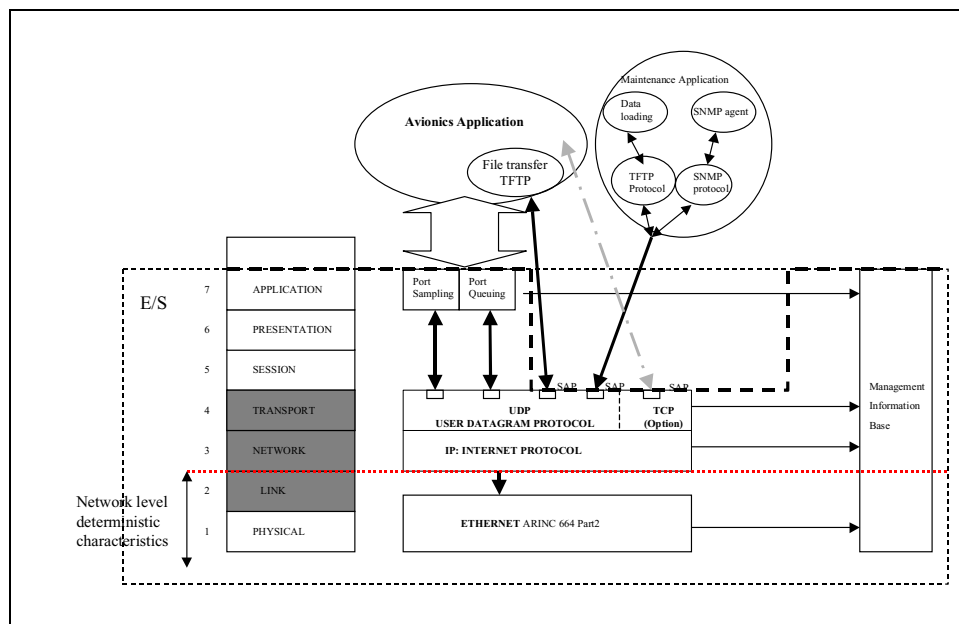 Maintenance Application
Data
loading
SNMP agent
Avionics Application
File transfer
TFTP
TFTP
Protocol
SNMP
protocol
E/S
7
APPLICATION
6
PRESENTATION
5
SESSION
4
TRANSPORT
3
NETWORK
2
LINK
1
PHYSICAL
Port
Sampling
Port
Queuing
SAP
SAP
SAP
UDP
USER DATAGRAM PROTOCOL
TCP
(Option)
IP: INTERNET PROTOCOL
ETHERNET ARINC 664 Part2
Management
Information
Base
Network level
deterministic
characteristics